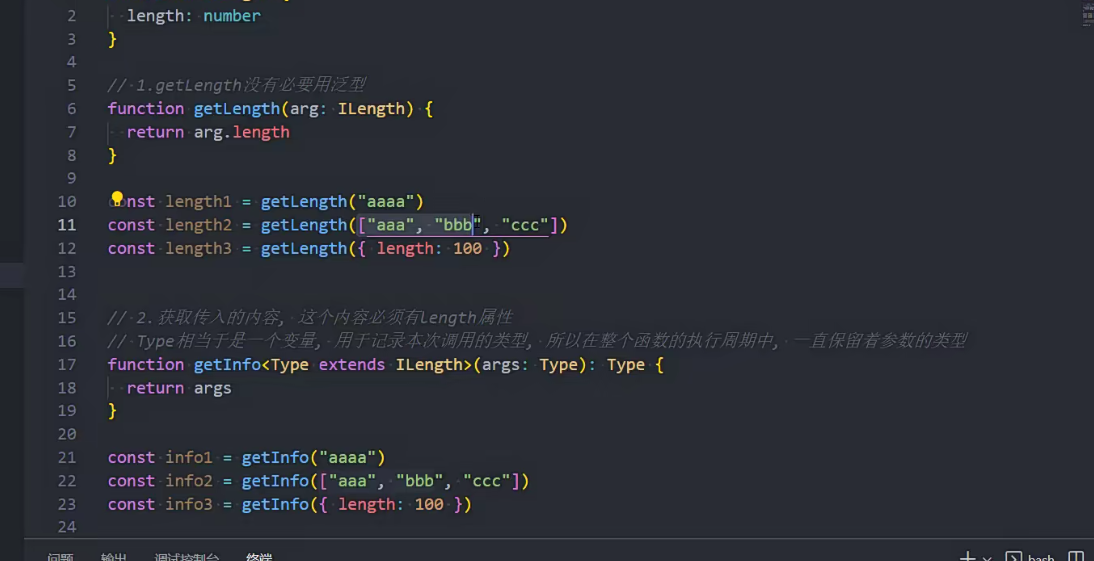 2 length: number
3 }
4
5 // 1.getLength没有必要用泛型
6 function getLength(arg: ILength) {
7 return arg.length
8 }
9
10 nst length1 = getLength("aaaa")
11 const length2 = getLength(["aaa", "bbb", "ccc"])
12 const length3 = getLength({ length: 100 })
13
14
15 // 2.获取传入的内容, 这个内容必须有length属性
16 // Type相当于是一个变量, 用于记录本次调用的类型, 所以在整个函数的执行周期中, 一直保留着参数的类型
17 function getInfo<Type extends ILength>(args: Type): Type {
18 return args
19 }
20
21 const info1 = getInfo("aaaa")
22 const info2 = getInfo(["aaa", "bbb", "ccc"])
23 const info3 = getInfo({ length: 100 })
24
问题 输出 调试控制台 终端 bash